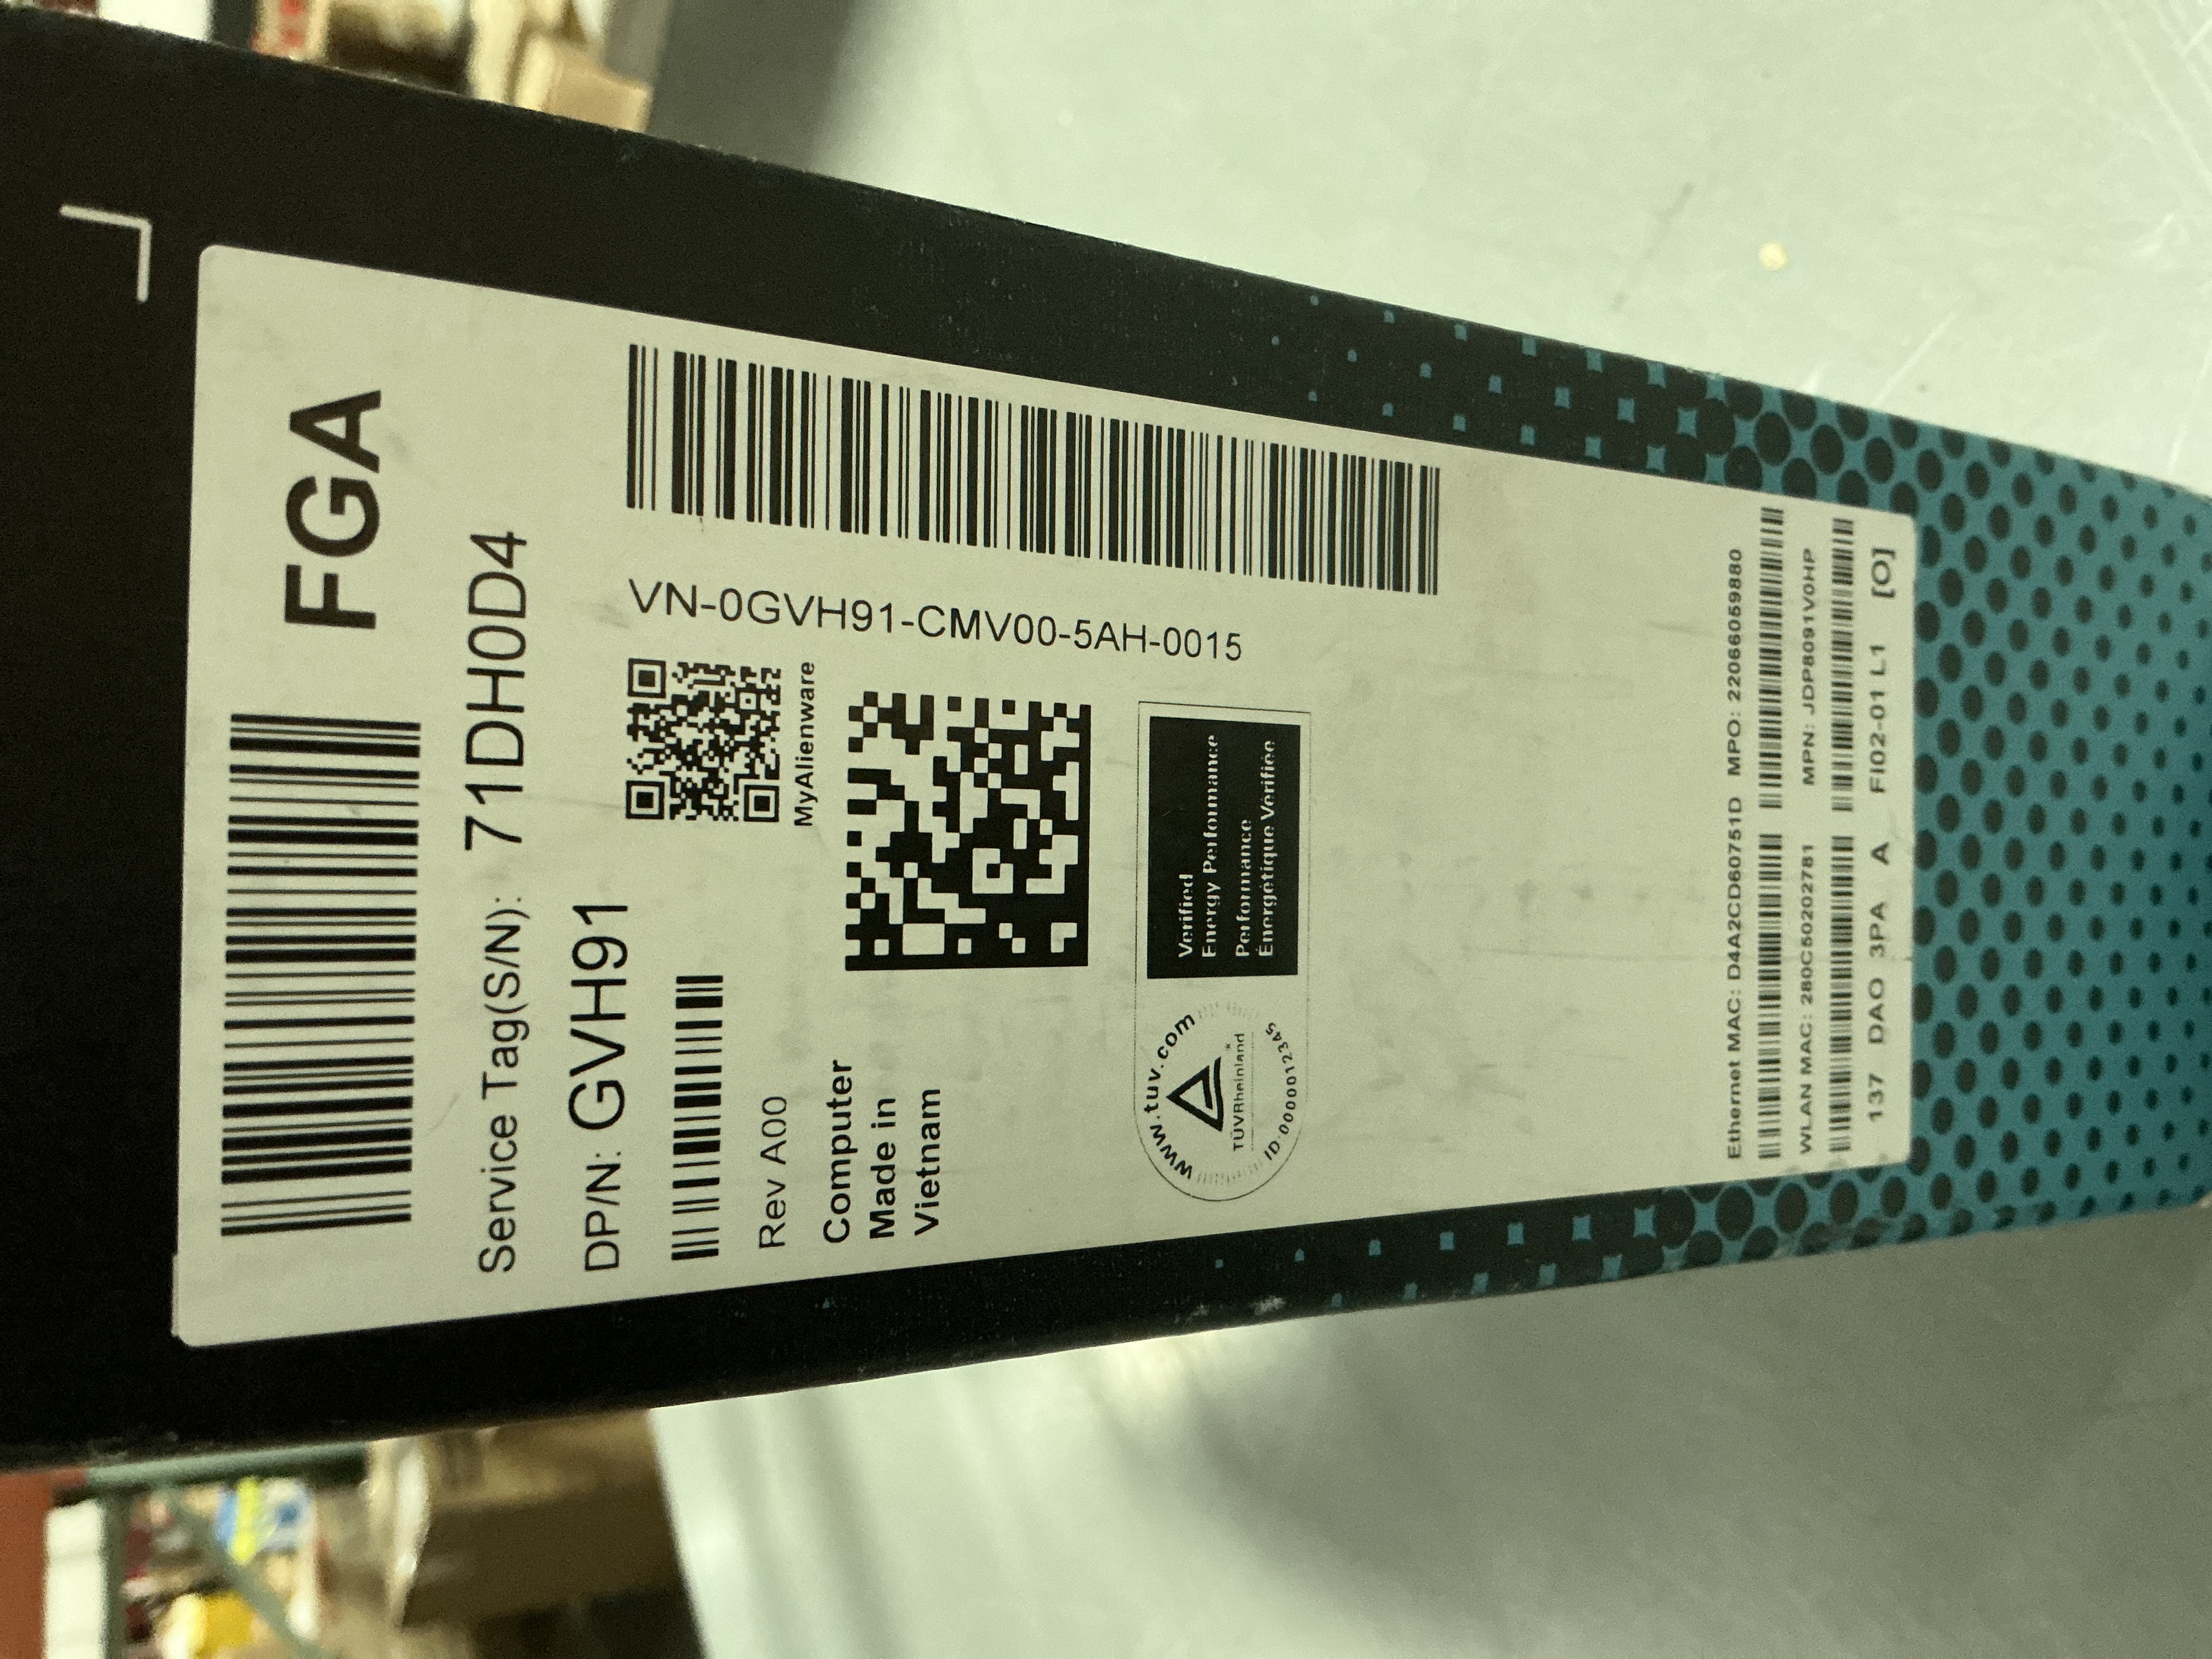 FGA
Service Tag(S/N): 71DH0D4
DP/N: GVH91
VN-0GVH91-CMV00-5AH-0015
Rev A00
MyAlienware
Computer
Made in
Vietnam
www.tuv.com
TÜVRheinland
ID:0000012345
Verified
Energy Performance
Performance
Énergétique Verifiée
Ethernet MAC: D4A2CD60751D MPO: 2206606059880
WLAN MAC: 280C50202781 MPN: JDP8091V0HP
137 DAO 3PA A FI02-01 L1 [O]